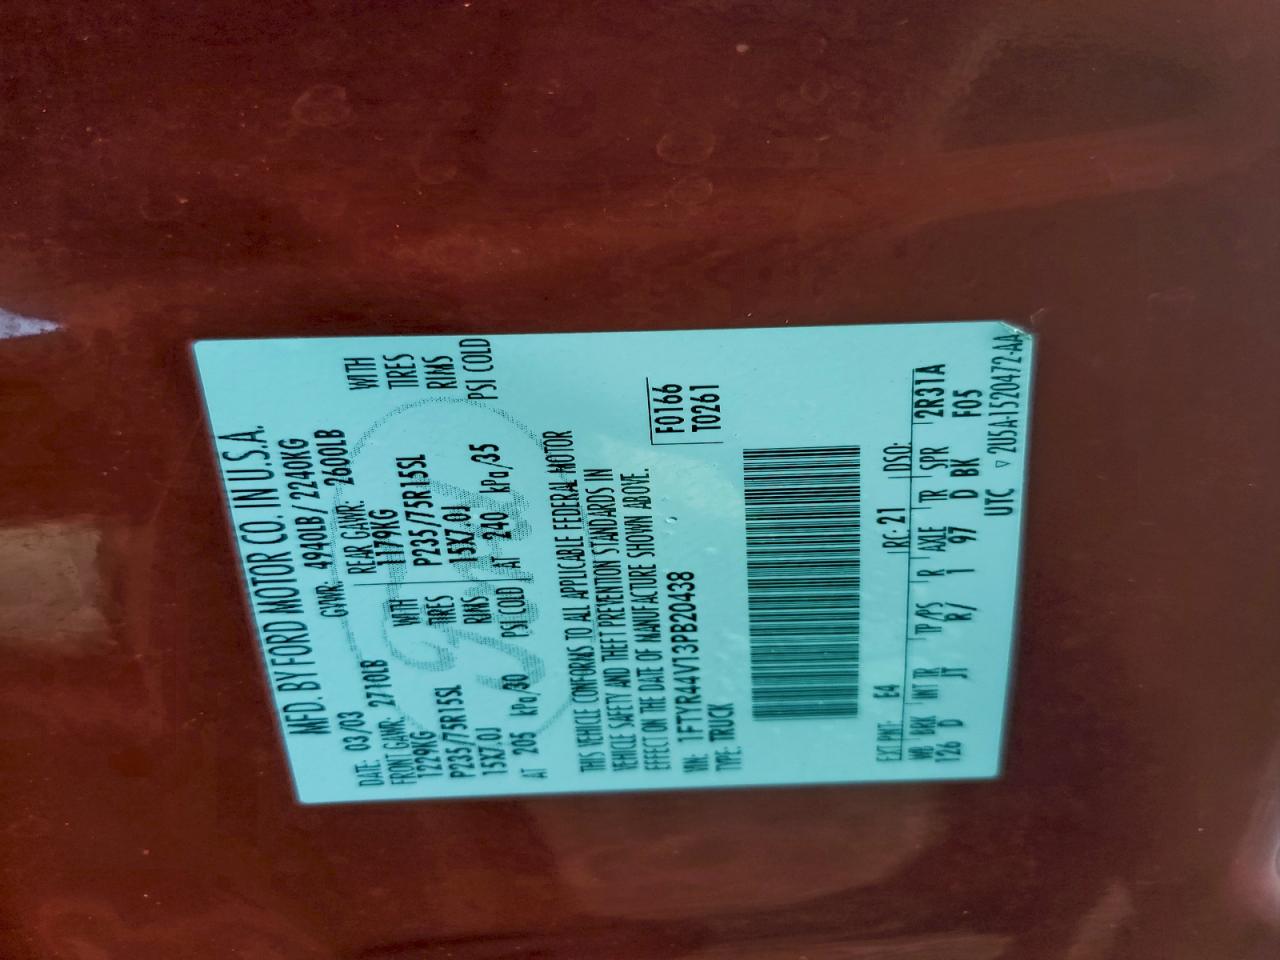 MFD. BY FORD MOTOR CO. IN U.S.A.
DATE: 03/03 GVWR: 4940LB/ 2240KG
FRONT GAWR: 2710LB REAR GAWR: 2600LB
1229KG WITH 1179KG WITH
P235/75R15SL TIRES P235/75R15SL TIRES
15X7.0J RIMS 15X7.0J RIMS
AT 205 kPa/30 PSI COLD AT 240 kPa/35 PSI COLD
THIS VEHICLE CONFORMS TO ALL APPLICABLE FEDERAL MOTOR
VEHICLE SAFETY AND THEFT PREVENTION STANDARDS IN
EFFECT ON THE DATE OF MANUFACTURE SHOWN ABOVE.
VIN: 1FTYR44V13PB20438 F0166
TYPE: TRUCK T0261
EXT PNT: E4 RC: 21 DSO:
WB BRK INT TR TP/PS R AXLE TR SPR 2R31A
126 D JT R/ 1 97 D BK F05
UTC ▽ 2U5A-1520472-AA